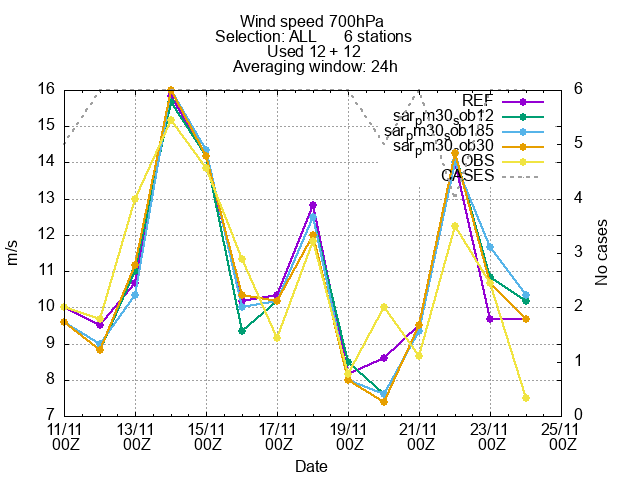 Wind speed 700hPa
Selection: ALL 6 stations
Used 12 + 12
Averaging window: 24h
REF
sar_pm30_sob12
sar_pm30_sob185
sar_pm30_sob30
OBS
CASES
16
15
14
13
12
11
10
9
8
7
m/s
6
5
4
3
2
1
0
No cases
11/11 13/11 15/11 17/11 19/11 21/11 23/11 25/11
00Z 00Z 00Z 00Z 00Z 00Z 00Z 00Z
Date